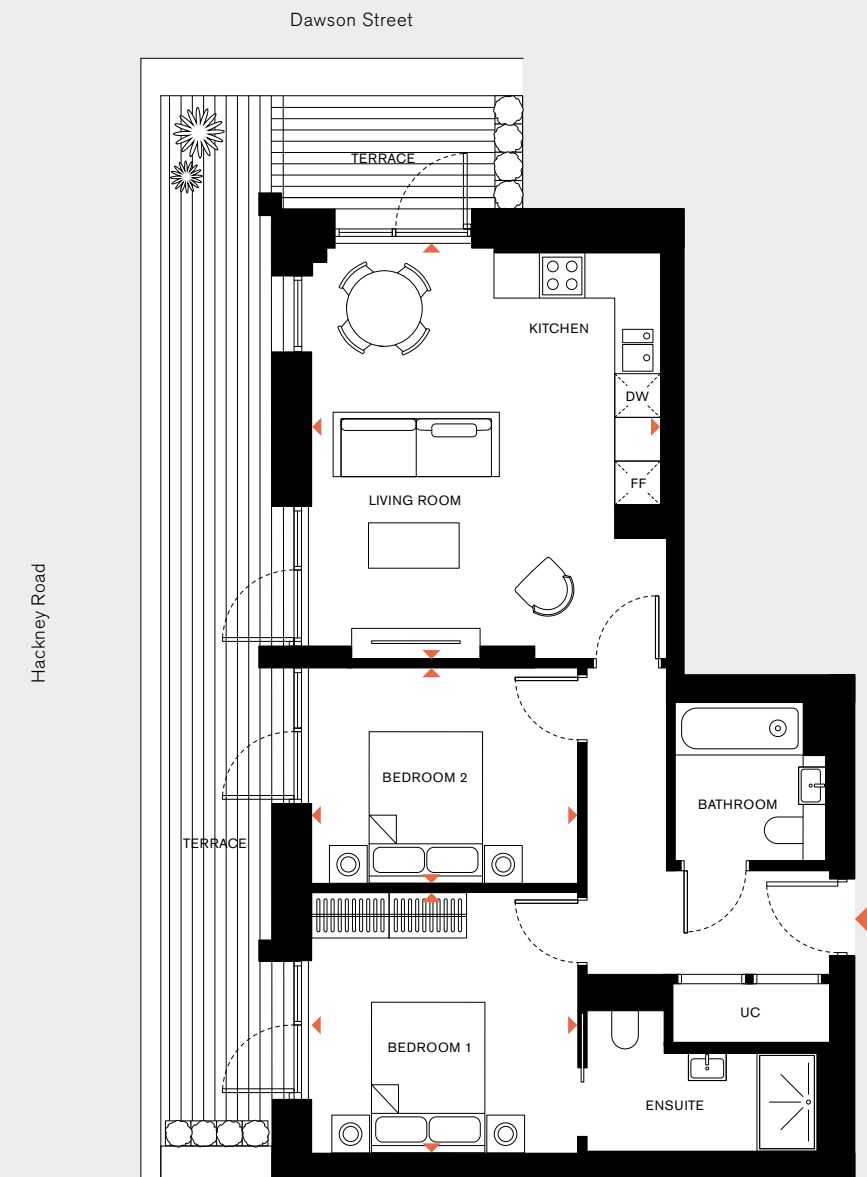 Dawson Street
TERRACE
KITCHEN
DW
FF
LIVING ROOM
Hackney Road
BEDROOM 2
BATHROOM
TERRACE
UC
BEDROOM 1
ENSUITE